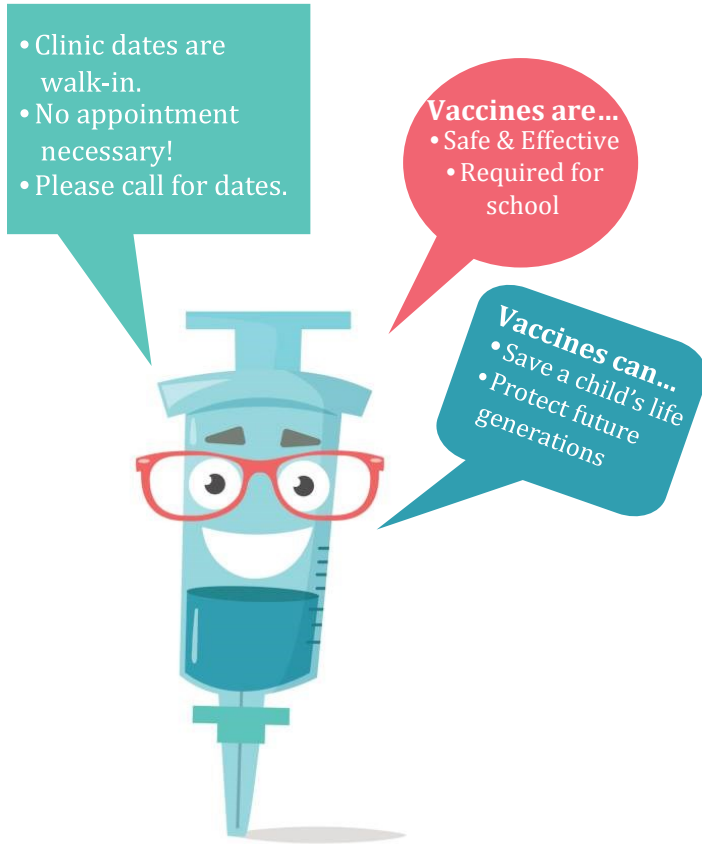 • Clinic dates are
walk-in.
• No appointment
necessary!
• Please call for dates.
Vaccines are…
• Safe & Effective
• Required for
school
Vaccines can…
• Save a child’s life
• Protect future
generations